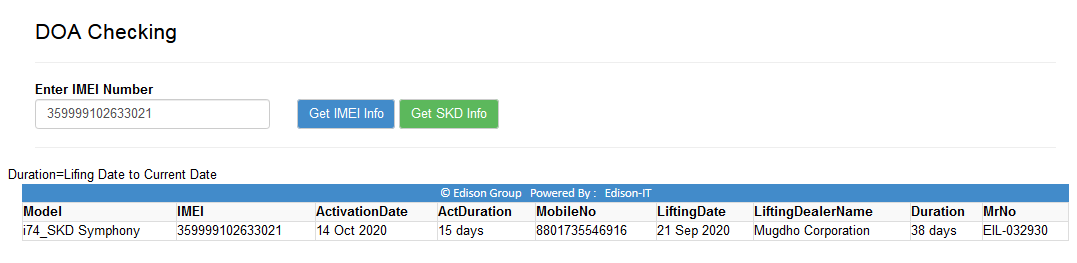 DOA Checking
Enter IMEI Number
359999102633021 Get IMEI Info Get SKD Info
Duration=Lifing Date to Current Date
© Edison Group Powered By : Edison-IT
Model IMEI ActivationDate ActDuration MobileNo LiftingDate LiftingDealerName Duration MrNo
i74_SKD Symphony 359999102633021 14 Oct 2020 15 days 8801735546916 21 Sep 2020 Mugdho Corporation 38 days EIL-032930